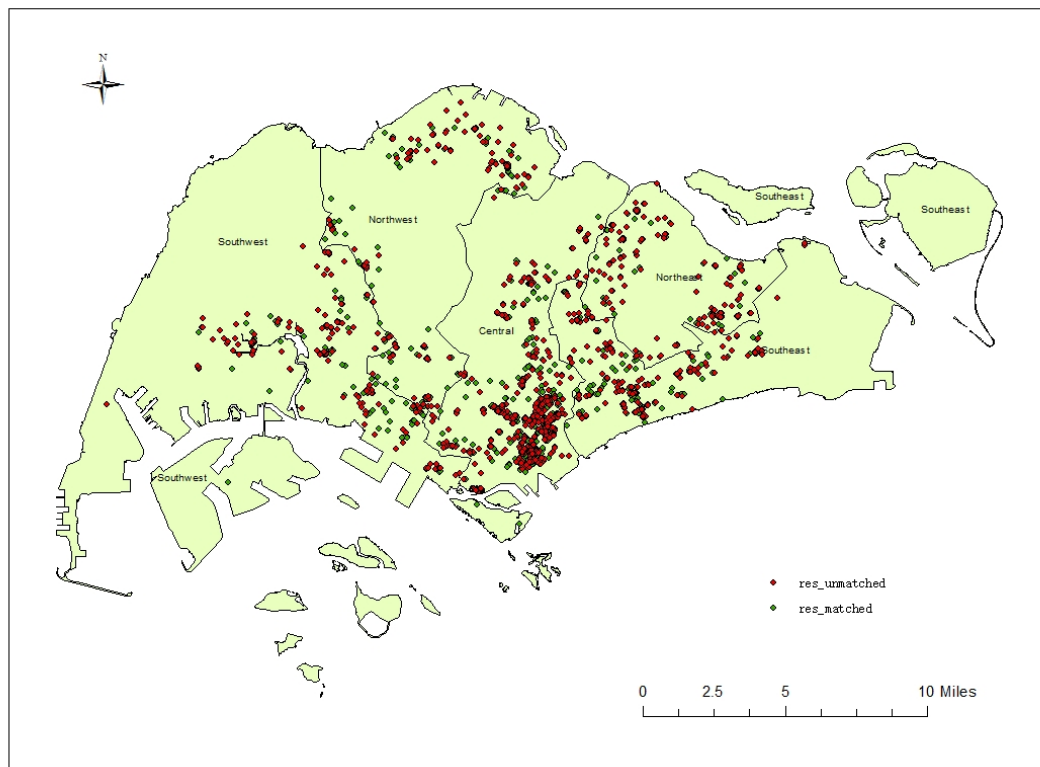 N
Southeast
Southeast
Northwest
Southwest
Northeast
Central
Southeast
Southwest
res_unmatched
res_matched
0 2.5 5 10 Miles